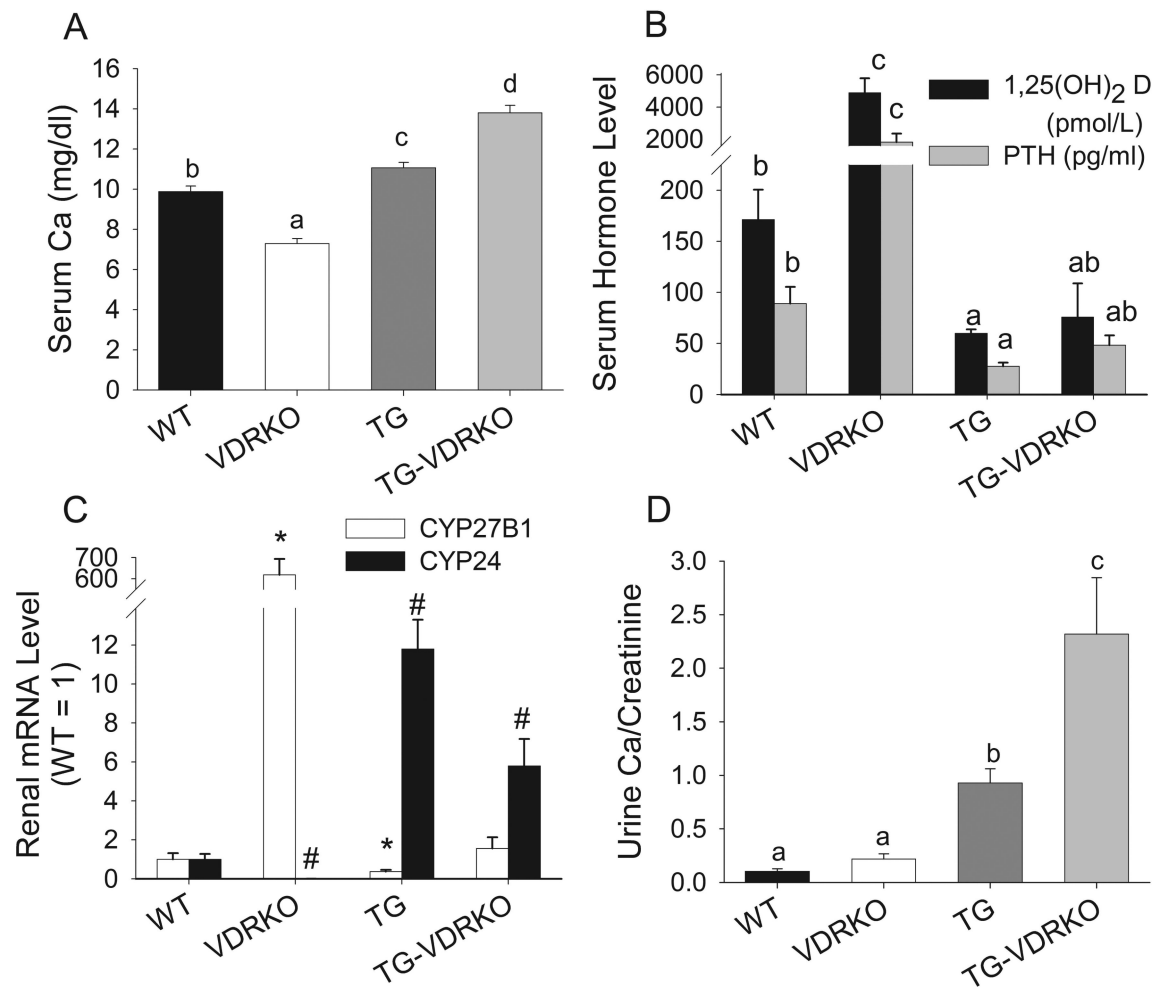 A
Serum Ca (mg/dl)
16
14
12
10
8
6
4
2
0
b
a
c
d
WT
VDRKO
TG
TG-VDRKO
B
Serum Hormone Level
6000
4000
2000
200
150
100
50
0
1,25(OH)2 D
(pmol/L)
PTH (pg/ml)
b
b
c
c
a
a
ab
ab
WT
VDRKO
TG
TG-VDRKO
C
Renal mRNA Level
(WT = 1)
700
600
12
10
8
6
4
2
0
CYP27B1
CYP24
*
#
*
#
#
WT
VDRKO
TG
TG-VDRKO
D
Urine Ca/Creatinine
3.0
2.5
2.0
1.5
1.0
0.5
0.0
a
a
b
c
WT
VDRKO
TG
TG-VDRKO